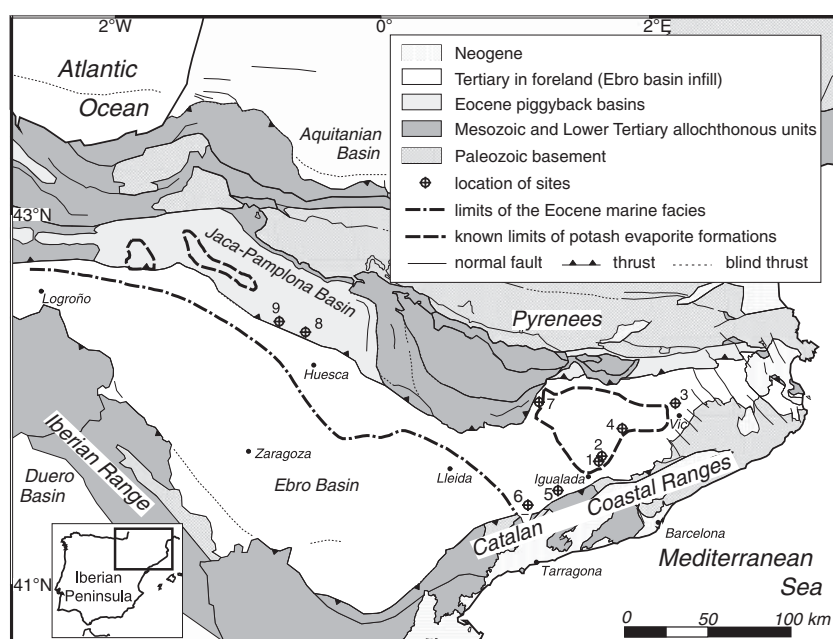 2°W
0°
2°E
Atlantic
Ocean
Aquitanian
Basin
Neogene
Tertiary in foreland (Ebro basin infill)
Eocene piggyback basins
Mesozoic and Lower Tertiary allochthonous units
Paleozoic basement
location of sites
limits of the Eocene marine facies
known limits of potash evaporite formations
normal fault
thrust
blind thrust
43°N
Jaca-Pamplona Basin
Logroño
9
8
Huesca
Pyrenees
7
3
4
Vic
2
1
Iberian Range
Zaragoza
Lleida
Igualada
Duero
Basin
Ebro Basin
6
5
Catalan
Coastal Ranges
Barcelona
Tarragona
Mediterranean
Sea
Iberian
Peninsula
41°N
0
50
100 km